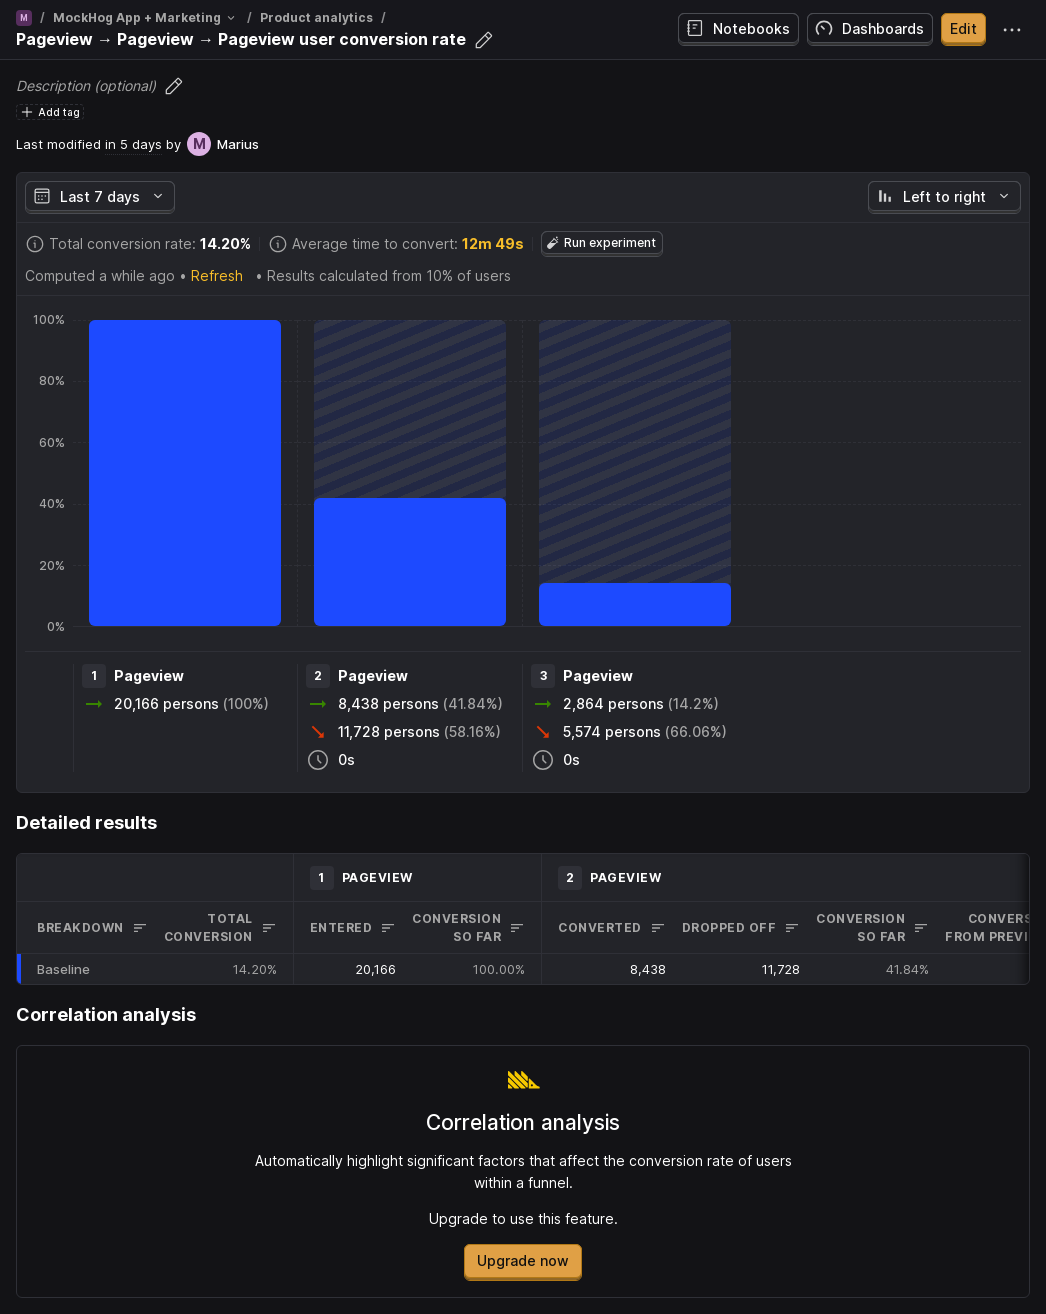 M / MockHog App + Marketing / Product analytics /
Pageview → Pageview → Pageview user conversion rate
Notebooks
Dashboards
Edit
Description (optional)
Add tag
Last modified in 5 days by M Marius
Last 7 days
Left to right
Total conversion rate: 14.20%
Average time to convert: 12m 49s
Run experiment
Computed a while ago • Refresh • Results calculated from 10% of users
100%
80%
60%
40%
20%
0%
1 Pageview
20,166 persons (100%)
2 Pageview
8,438 persons (41.84%)
11,728 persons (58.16%)
0s
3 Pageview
2,864 persons (14.2%)
5,574 persons (66.06%)
0s
Detailed results
1 PAGEVIEW
2 PAGEVIEW
BREAKDOWN
TOTAL
CONVERSION
ENTERED
CONVERSION
SO FAR
CONVERTED
DROPPED OFF
CONVERSION
SO FAR
CONVERS
FROM PREVI
Baseline 14.20% 20,166 100.00% 8,438 11,728 41.84%
Correlation analysis
Correlation analysis
Automatically highlight significant factors that affect the conversion rate of users
within a funnel.
Upgrade to use this feature.
Upgrade now